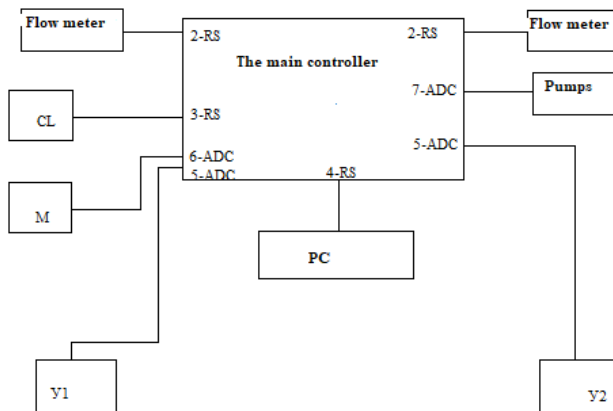 Flow meter
2-RS
2-RS
Flow meter
The main controller
7-ADC
Pumps
CL
3-RS
5-ADC
6-ADC
5-ADC
4-RS
M
PC
У1
У2